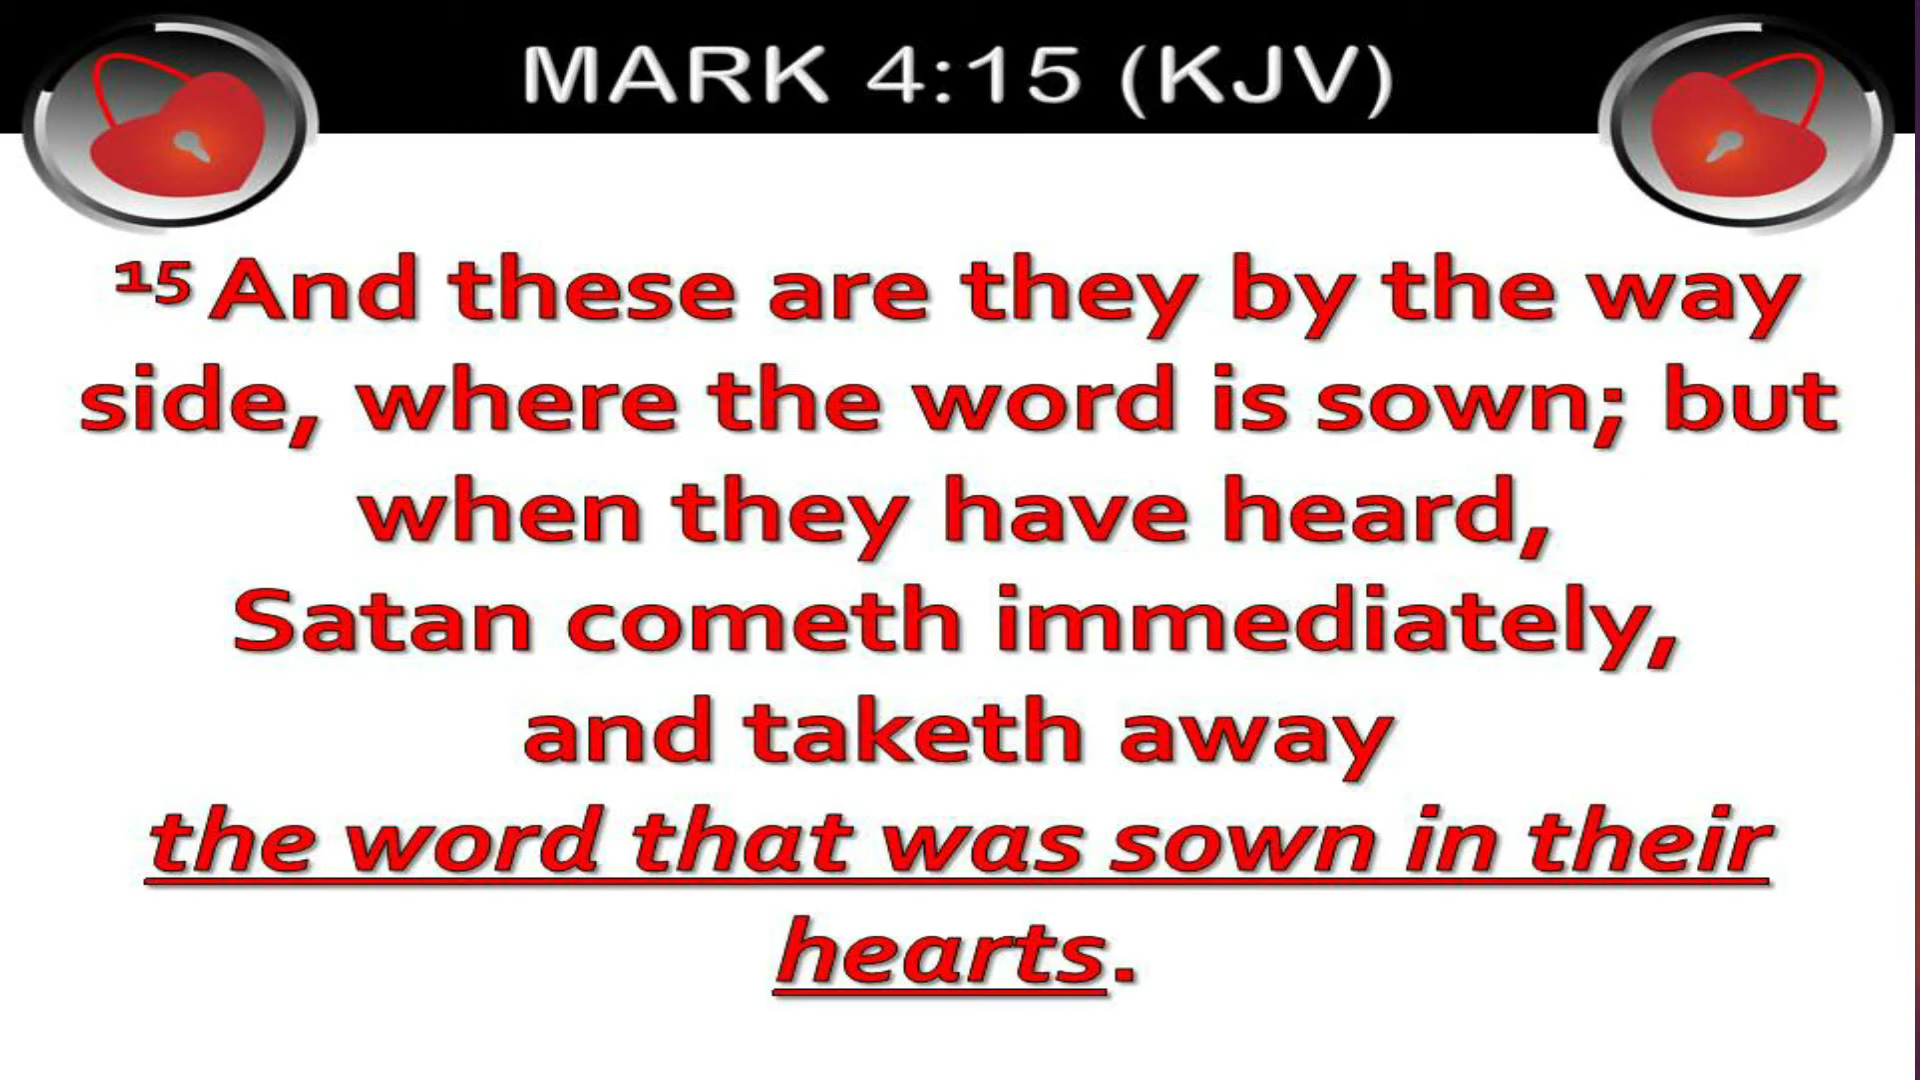 MARK 4:15 (KJV)
15 And these are they by the way
side, where the word is sown; but
when they have heard,
Satan cometh immediately,
and taketh away
the word that was sown in their
hearts.